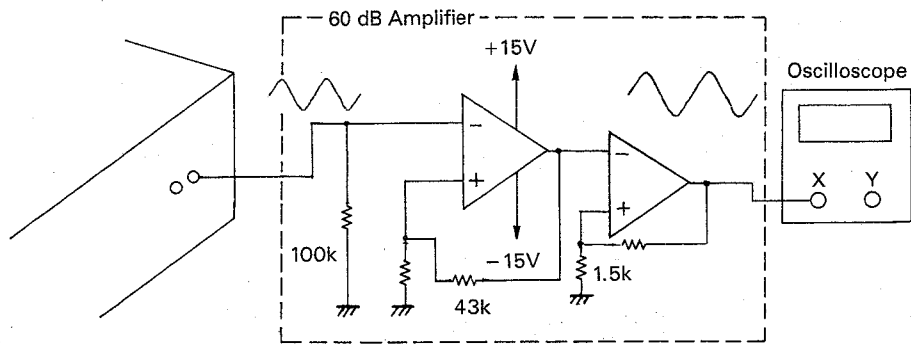 60 dB Amplifier
+15V
Oscilloscope
−
+
−
+
X Y
100k
−15V
43k
1.5k